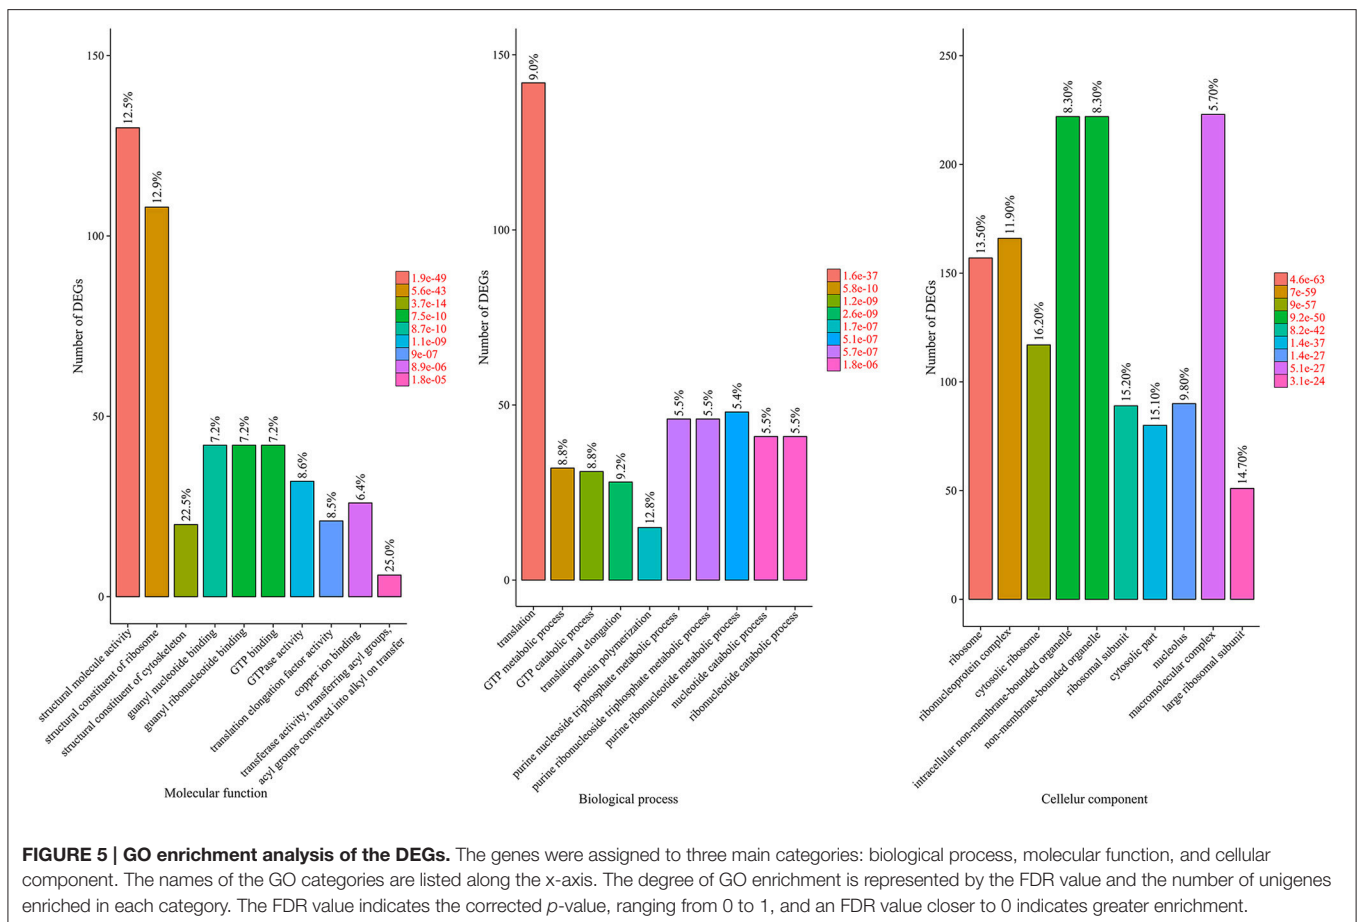 150
100
50
0
Number of DEGs
12.5%
12.9%
22.5%
7.2%
7.2%
7.2%
8.6%
8.5%
6.4%
25.0%
1.9e-49
5.6e-43
3.7e-14
7.5e-10
8.7e-10
1.1e-09
9e-07
8.9e-06
1.8e-05
structural molecule activity
structural constituent of ribosome
structural constituent of cytoskeleton
guanyl nucleotide binding
guanyl ribonucleotide binding
GTP binding
GTPase activity
translation elongation factor activity
copper ion binding
transferase activity, transferring acyl groups,
acyl groups converted into alkyl on transfer
Molecular function
150
100
50
0
Number of DEGs
9.0%
8.8%
8.8%
9.2%
12.8%
5.5%
5.5%
5.4%
5.5%
5.5%
1.6e-37
5.8e-10
1.2e-09
2.6e-09
1.7e-07
5.1e-07
5.7e-07
1.8e-06
translation
GTP metabolic process
GTP catabolic process
translational elongation
protein polymerization
purine nucleoside triphosphate metabolic process
purine ribonucleoside triphosphate metabolic process
purine ribonucleotide metabolic process
nucleotide catabolic process
ribonucleotide catabolic process
Biological process
250
200
150
100
50
0
Number of DEGs
13.50%
11.90%
16.20%
8.30%
8.30%
15.20%
15.10%
9.80%
5.70%
14.70%
4.6e-63
7e-59
9e-57
9.2e-50
8.2e-42
1.4e-37
1.4e-27
5.1e-27
3.1e-24
ribosome
ribonucleoprotein complex
cytosolic ribosome
intracellular non-membrane-bounded organelle
non-membrane-bounded organelle
ribosomal subunit
cytosolic part
nucleolus
macromolecular complex
large ribosomal subunit
Cellelur component
FIGURE 5 | GO enrichment analysis of the DEGs. The genes were assigned to three main categories: biological process, molecular function, and cellular
component. The names of the GO categories are listed along the x-axis. The degree of GO enrichment is represented by the FDR value and the number of unigenes
enriched in each category. The FDR value indicates the corrected p-value, ranging from 0 to 1, and an FDR value closer to 0 indicates greater enrichment.